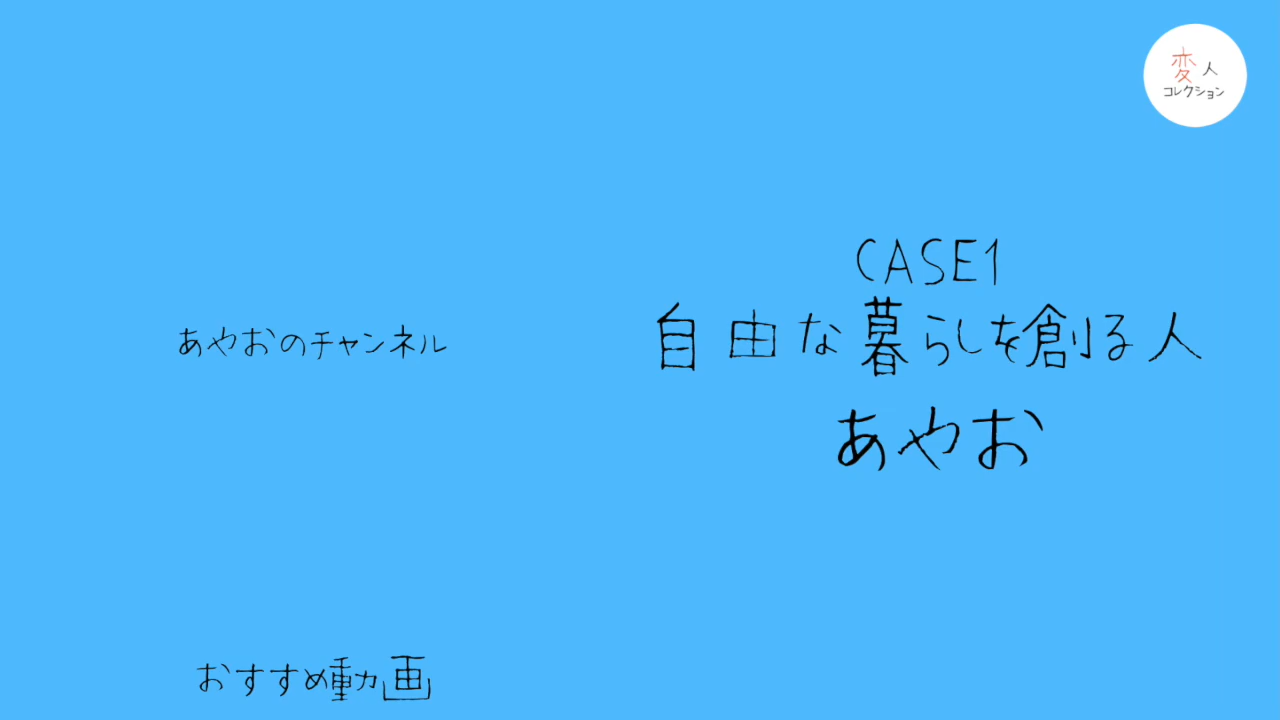 変人
コレクション
CASE1
自由な暮らしを創る人
あやお
あやおのチャンネル
おすすめ動画